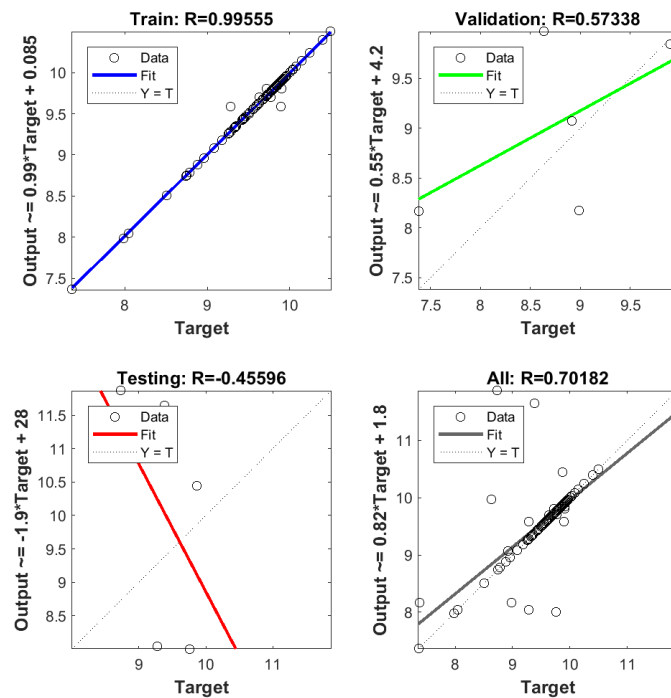 Train: R=0.99555
Output ~= 0.99*Target + 0.085
10
9.5
9
8.5
8
7.5
Data
Fit
Y = T
8
9
10
Target
Validation: R=0.57338
Output ~= 0.55*Target + 4.2
9.5
9
8.5
8
7.5
Data
Fit
Y = T
7.5
8
8.5
9
9.5
Target
Testing: R=-0.45596
Output ~= -1.9*Target + 28
11.5
11
10.5
10
9.5
9
8.5
Data
Fit
Y = T
9
10
11
Target
All: R=0.70182
Output ~= 0.82*Target + 1.8
11
10
9
8
Data
Fit
Y = T
8
9
10
11
Target